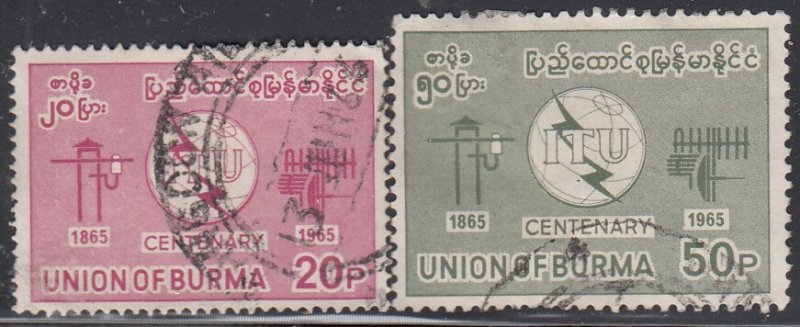 စာပို့ခ ပြည်ထောင်စုမြန်မာနိုင်ငံ
၂၀ပြား
ITU
1865 CENTENARY 1965
UNION OF BURMA 20P
စာပို့ခ ပြည်ထောင်စုမြန်မာနိုင်ငံ
၅၀ပြား
ITU
1865 CENTENARY 1965
UNION OF BURMA 50P